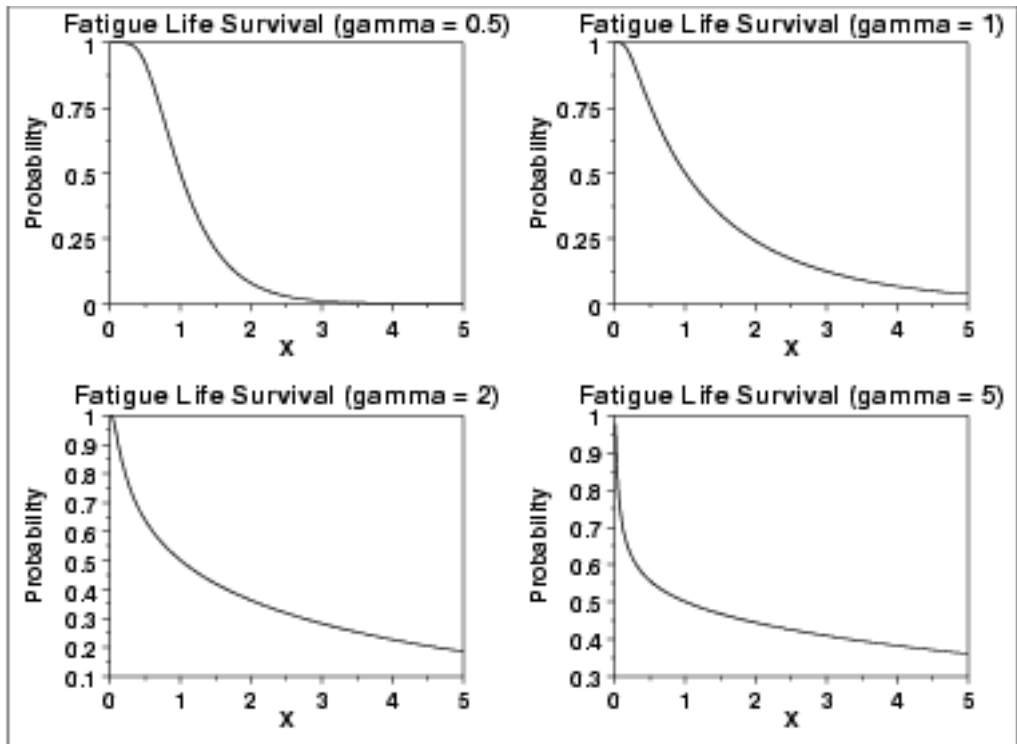 Fatigue Life Survival (gamma = 0.5)
1
0.75
0.5
0.25
0
Probability
0 1 2 3 4 5
X
Fatigue Life Survival (gamma = 1)
1
0.75
0.5
0.25
0
Probability
0 1 2 3 4 5
X
Fatigue Life Survival (gamma = 2)
1
0.9
0.8
0.7
0.6
0.5
0.4
0.3
0.2
0.1
Probability
0 1 2 3 4 5
X
Fatigue Life Survival (gamma = 5)
1
0.9
0.8
0.7
0.6
0.5
0.4
0.3
Probability
0 1 2 3 4 5
X